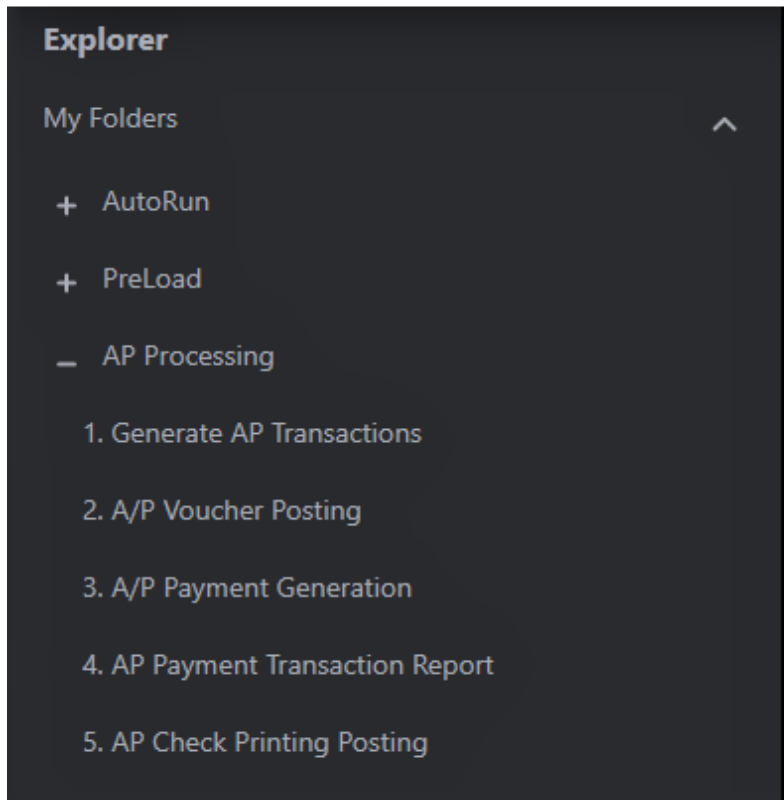 Explorer
My Folders
AutoRun
PreLoad
AP Processing
1. Generate AP Transactions
2. A/P Voucher Posting
3. A/P Payment Generation
4. AP Payment Transaction Report
5. AP Check Printing Posting